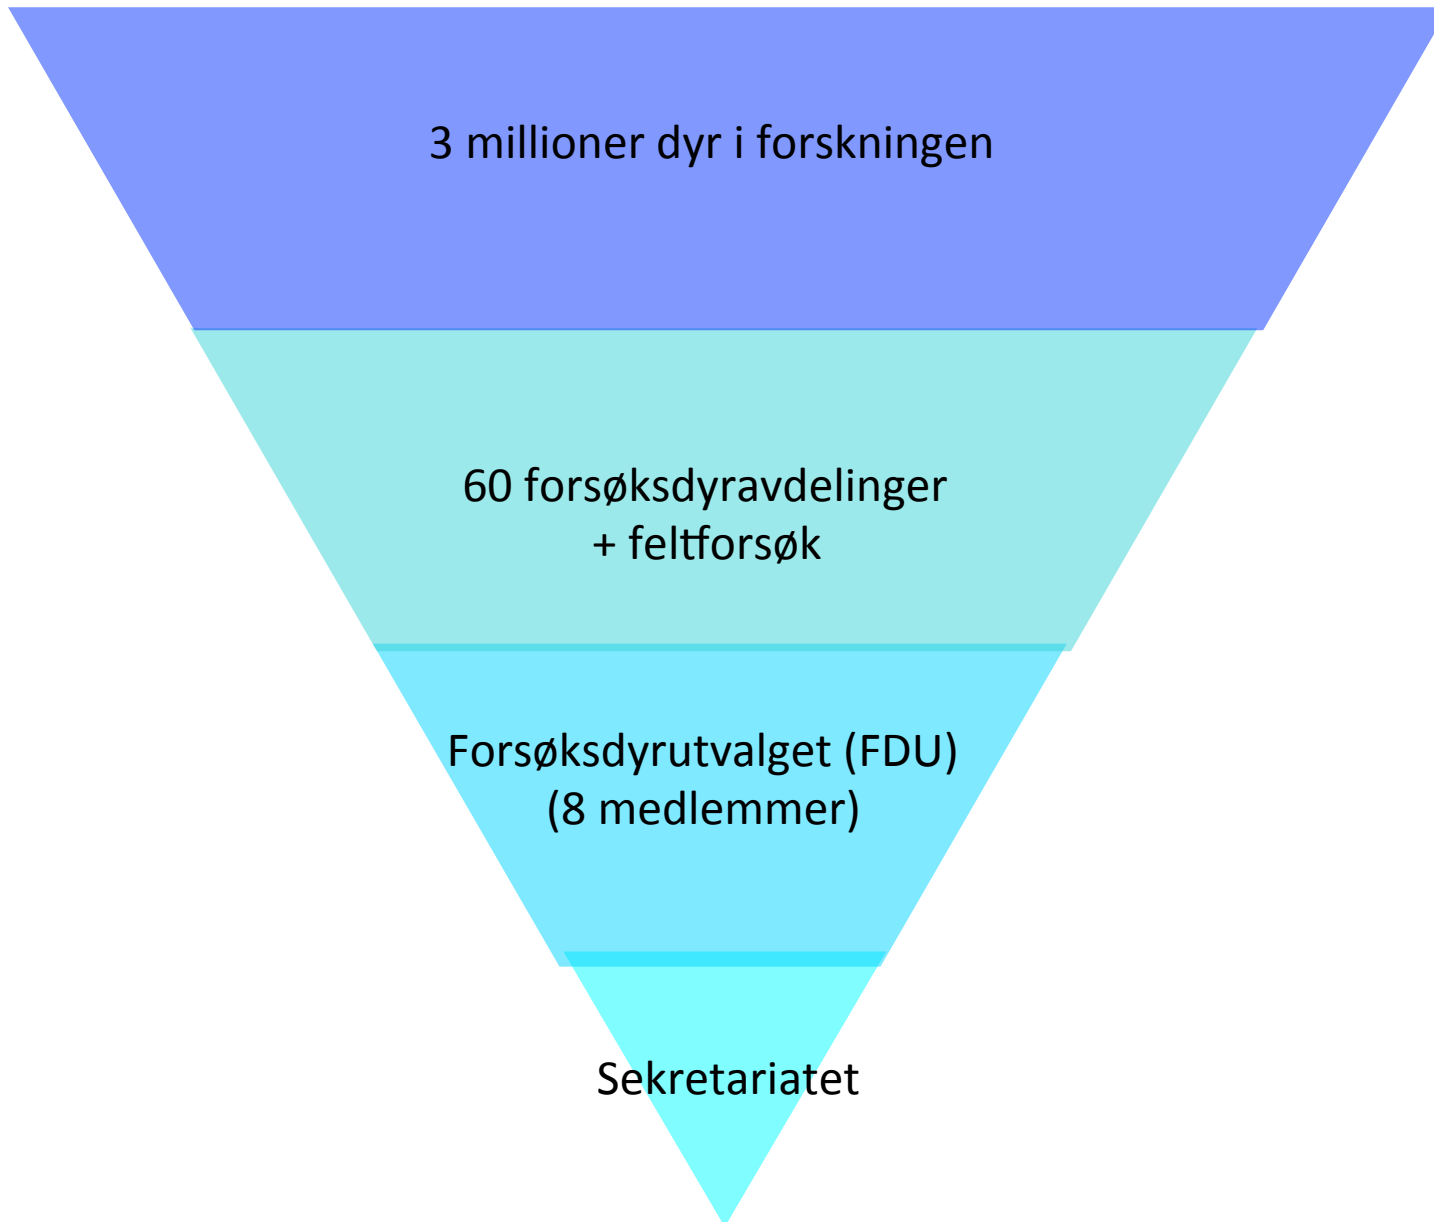 3 millioner dyr i forskningen
60 forsøksdyravdelinger
+ feltforsøk
Forsøksdyrutvalget (FDU)
(8 medlemmer)
Sekretariatet